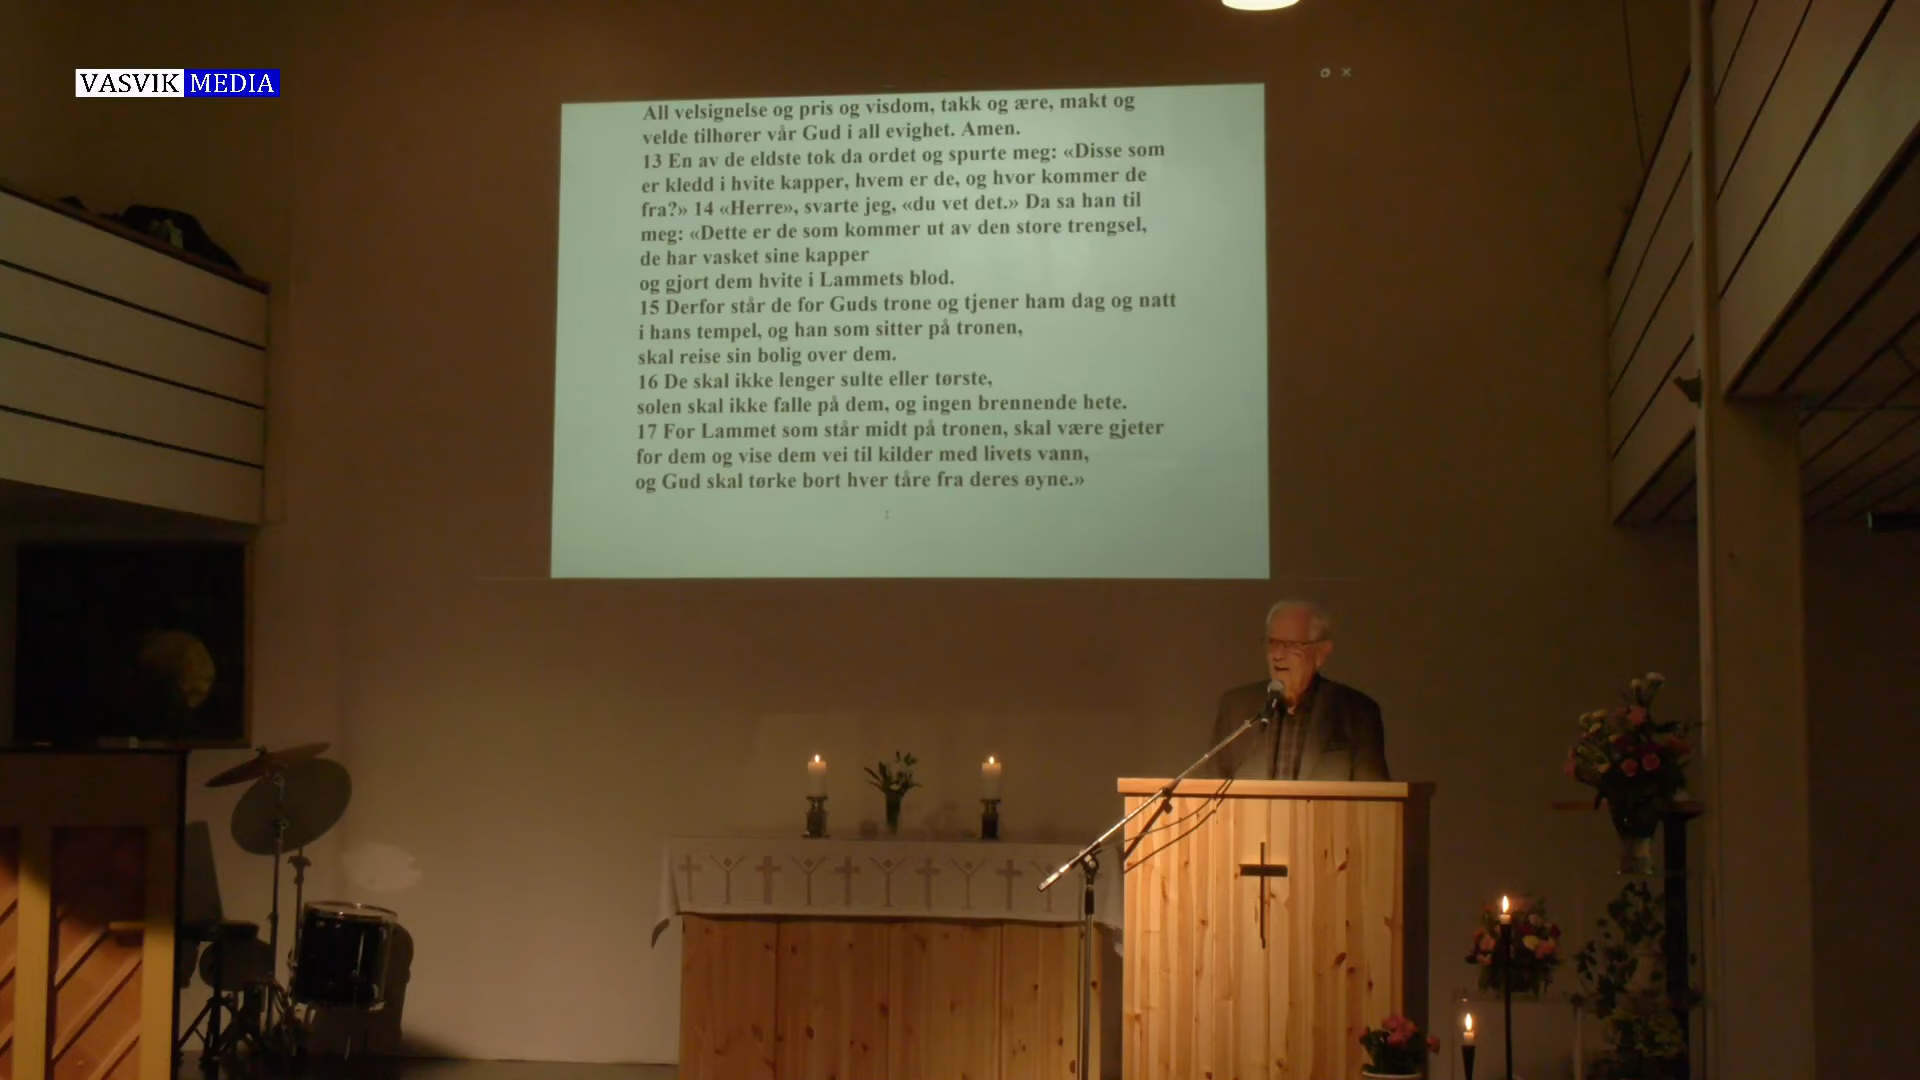 VASVIK MEDIA
All velsignelse og pris og visdom, takk og ære, makt og
velde tilhører vår Gud i all evighet. Amen.
13 En av de eldste tok da ordet og spurte meg: «Disse som
er kledd i hvite kapper, hvem er de, og hvor kommer de
fra?» 14 «Herre», svarte jeg, «du vet det.» Da sa han til
meg: «Dette er de som kommer ut av den store trengsel,
de har vasket sine kapper
og gjort dem hvite i Lammets blod.
15 Derfor står de for Guds trone og tjener ham dag og natt
i hans tempel, og han som sitter på tronen,
skal reise sin bolig over dem.
16 De skal ikke lenger sulte eller tørste,
solen skal ikke falle på dem, og ingen brennende hete.
17 For Lammet som står midt på tronen, skal være gjeter
for dem og vise dem vei til kilder med livets vann,
og Gud skal tørke bort hver tåre fra deres øyne.»